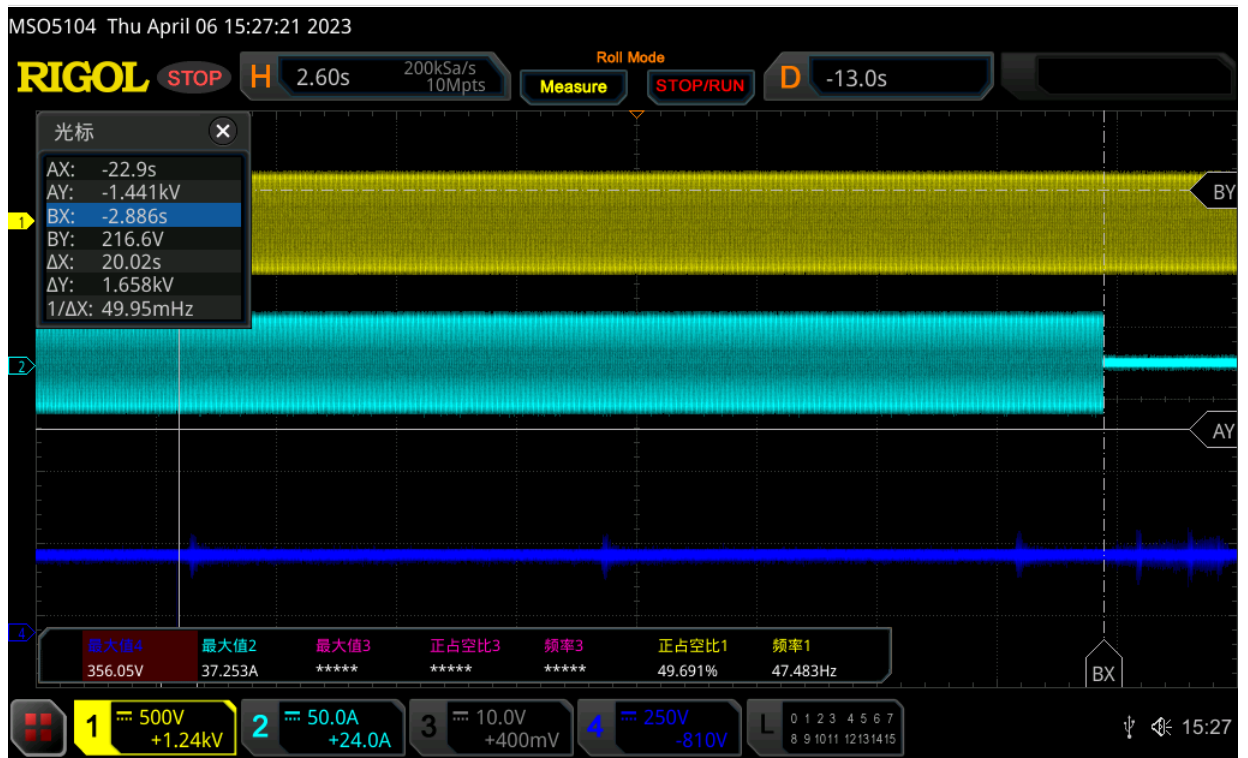 MSO5104 Thu April 06 15:27:21 2023
RIGOL STOP H 2.60s 200kSa/s 10Mpts Roll Mode Measure STOP/RUN D -13.0s
光标
AX: -22.9s
AY: -1.441kV
BX: -2.886s
BY: 216.6V
ΔX: 20.02s
ΔY: 1.658kV
1/ΔX: 49.95mHz
BY
1
2
AY
4
最大值4 最大值2 最大值3 正占空比3 频率3 正占空比1 频率1
356.05V 37.253A ***** ***** ***** 49.691% 47.483Hz
BX
1 500V 2 50.0A 3 10.0V 4 250V L 0 1 2 3 4 5 6 7
+1.24kV +24.0A +400mV -810V 8 9 1011 12131415
15:27